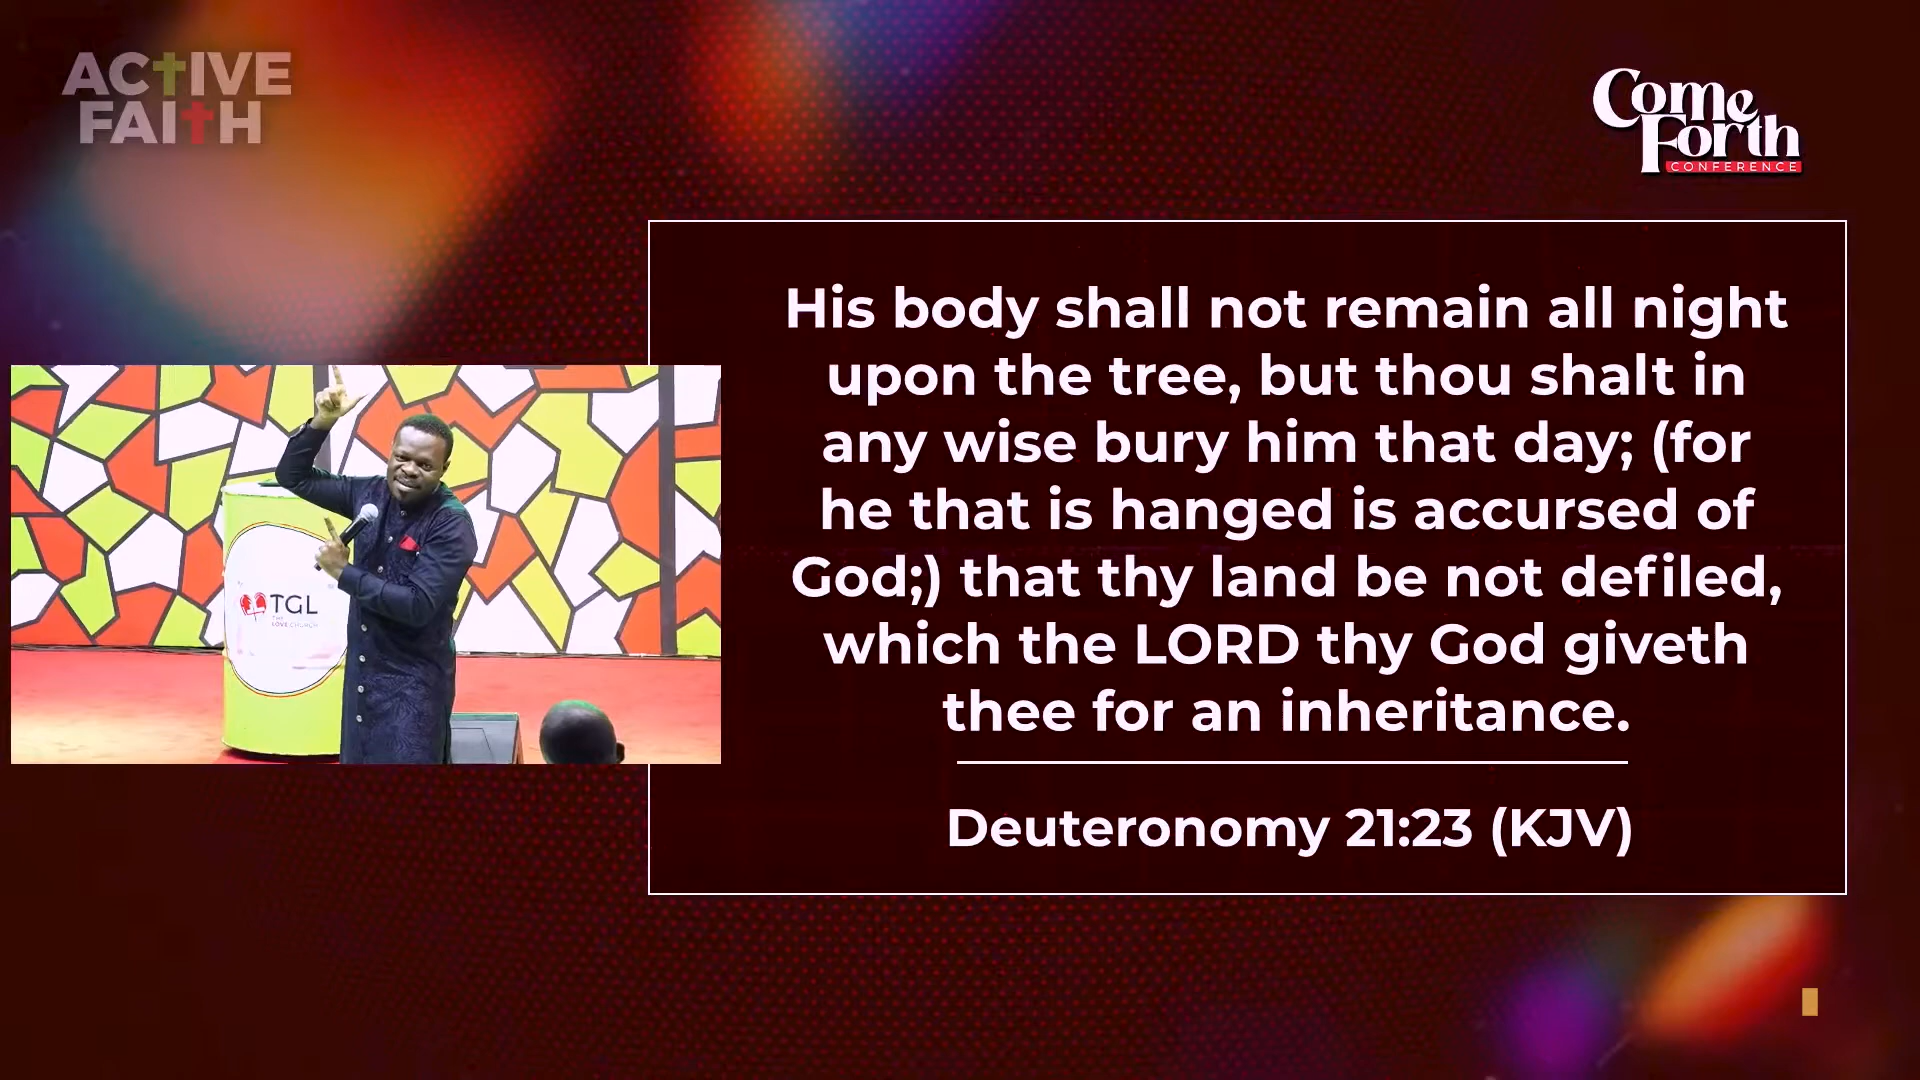 ACTIVE
FAITH
Come
Forth
CONFERENCE
His body shall not remain all night
upon the tree, but thou shalt in
any wise bury him that day; (for
he that is hanged is accursed of
God;) that thy land be not defiled,
which the LORD thy God giveth
thee for an inheritance.
Deuteronomy 21:23 (KJV)
TGL
LOVE CHURCH